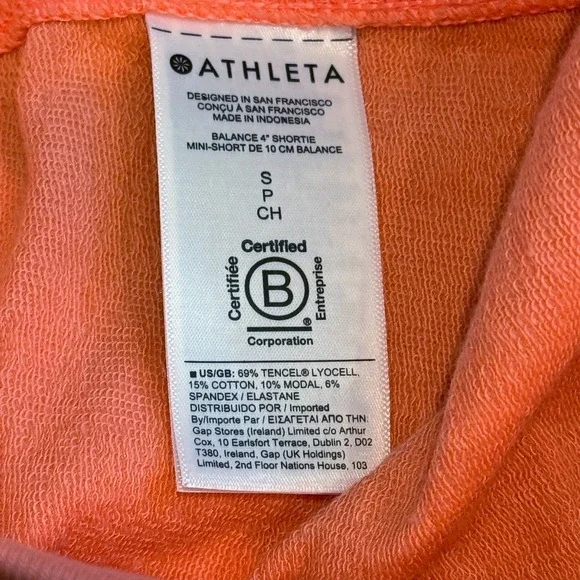 ATHLETA
DESIGNED IN SAN FRANCISCO
CONÇU À SAN FRANCISCO
MADE IN INDONESIA
BALANCE 4" SHORTIE
MINI-SHORT DE 10 CM BALANCE
S
P
CH
Certified
Certifiée
B
Entreprise
®
Corporation
■ US/GB: 69% TENCEL® LYOCELL,
15% COTTON, 10% MODAL, 6%
SPANDEX / ELASTANE
DISTRIBUIDO POR / Imported
By/Importe Par / ΕΙΣΑΓΕΤΑΙ ΑΠΟ ΤΗΝ:
Gap Stores (Ireland) Limited c/o Arthur
Cox, 10 Earlsfort Terrace, Dublin 2, D02
T380, Ireland, Gap (UK Holdings)
Limited, 2nd Floor Nations House, 103